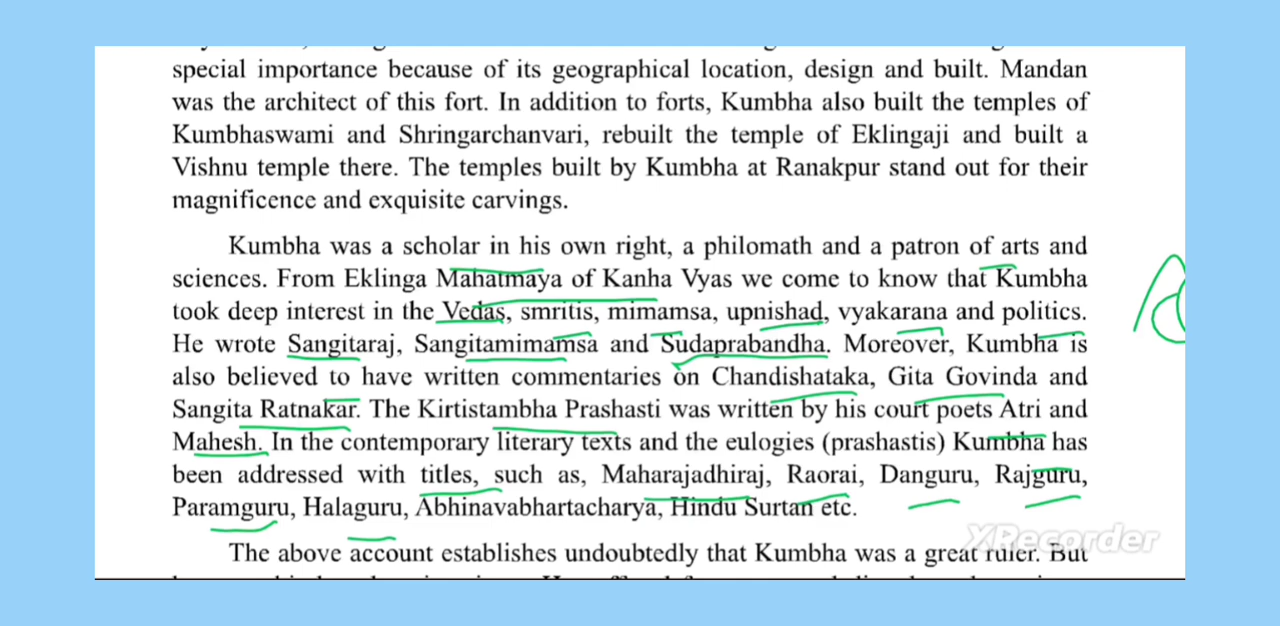 special importance because of its geographical location, design and built. Mandan
was the architect of this fort. In addition to forts, Kumbha also built the temples of
Kumbhaswami and Shringarchanvari, rebuilt the temple of Eklingaji and built a
Vishnu temple there. The temples built by Kumbha at Ranakpur stand out for their
magnificence and exquisite carvings.
Kumbha was a scholar in his own right, a philomath and a patron of arts and
sciences. From Eklinga Mahatmaya of Kanha Vyas we come to know that Kumbha
took deep interest in the Vedas, smritis, mimamsa, upnishad, vyakarana and politics.
He wrote Sangitaraj, Sangitamimamsa and Sudaprabandha. Moreover, Kumbha is
also believed to have written commentaries on Chandishataka, Gita Govinda and
Sangita Ratnakar. The Kirtistambha Prashasti was written by his court poets Atri and
Mahesh. In the contemporary literary texts and the eulogies (prashastis) Kumbha has
been addressed with titles, such as, Maharajadhiraj, Raorai, Danguru, Rajguru,
Paramguru, Halaguru, Abhinavabhartacharya, Hindu Surtan etc.
XRecorder
The above account establishes undoubtedly that Kumbha was a great ruler. But